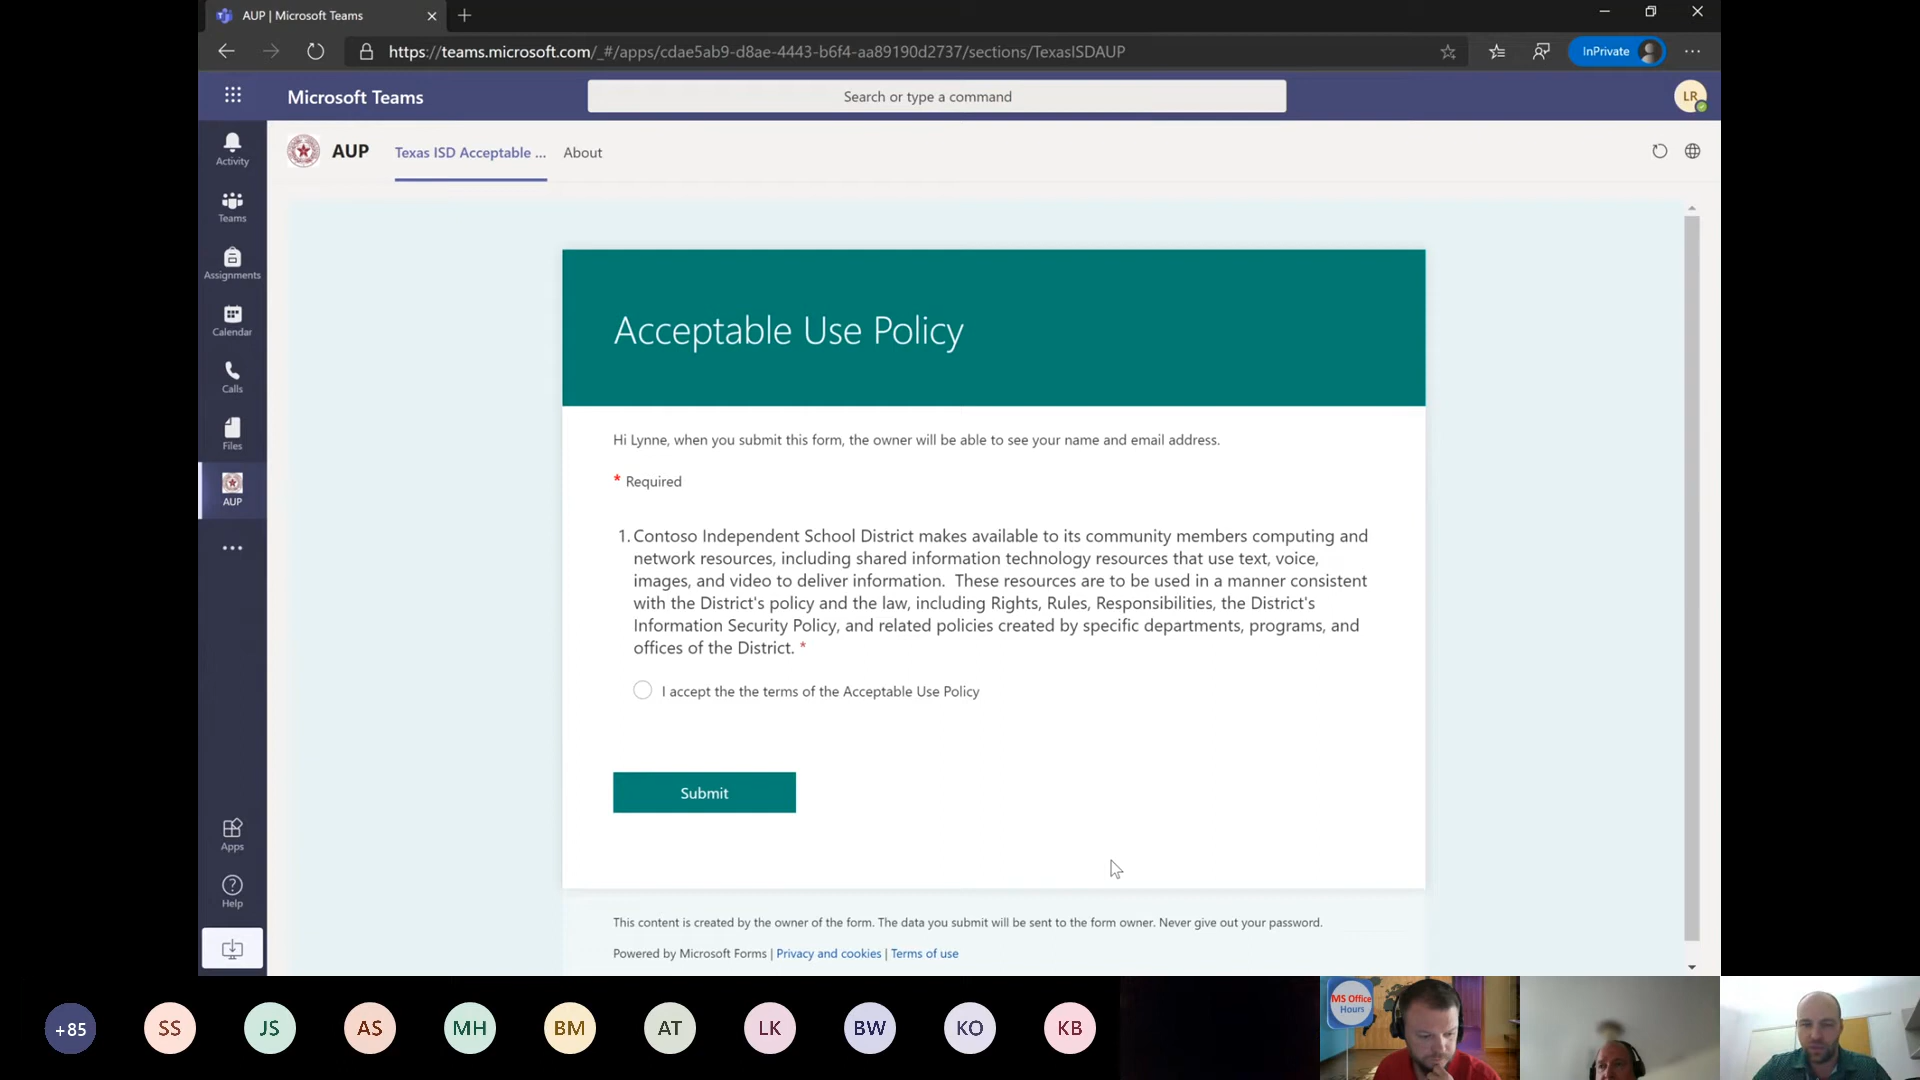 AUP | Microsoft Teams
https://teams.microsoft.com/_#/apps/cdae5ab9-d8ae-4443-b6f4-aa89190d2737/sections/TexasISDAUP
InPrivate
Microsoft Teams
Search or type a command
LR
Activity
AUP
Texas ISD Acceptable ...
About
Teams
Assignments
Calendar
Calls
Files
AUP
Apps
Help
Acceptable Use Policy
Hi Lynne, when you submit this form, the owner will be able to see your name and email address.
* Required
1. Contoso Independent School District makes available to its community members computing and
network resources, including shared information technology resources that use text, voice,
images, and video to deliver information.  These resources are to be used in a manner consistent
with the District's policy and the law, including Rights, Rules, Responsibilities, the District's
Information Security Policy, and related policies created by specific departments, programs, and
offices of the District. *
I accept the the terms of the Acceptable Use Policy
Submit
This content is created by the owner of the form. The data you submit will be sent to the form owner. Never give out your password.
Powered by Microsoft Forms | Privacy and cookies | Terms of use
+85
SS
JS
AS
MH
BM
AT
LK
BW
KO
KB
MS Office
Hours